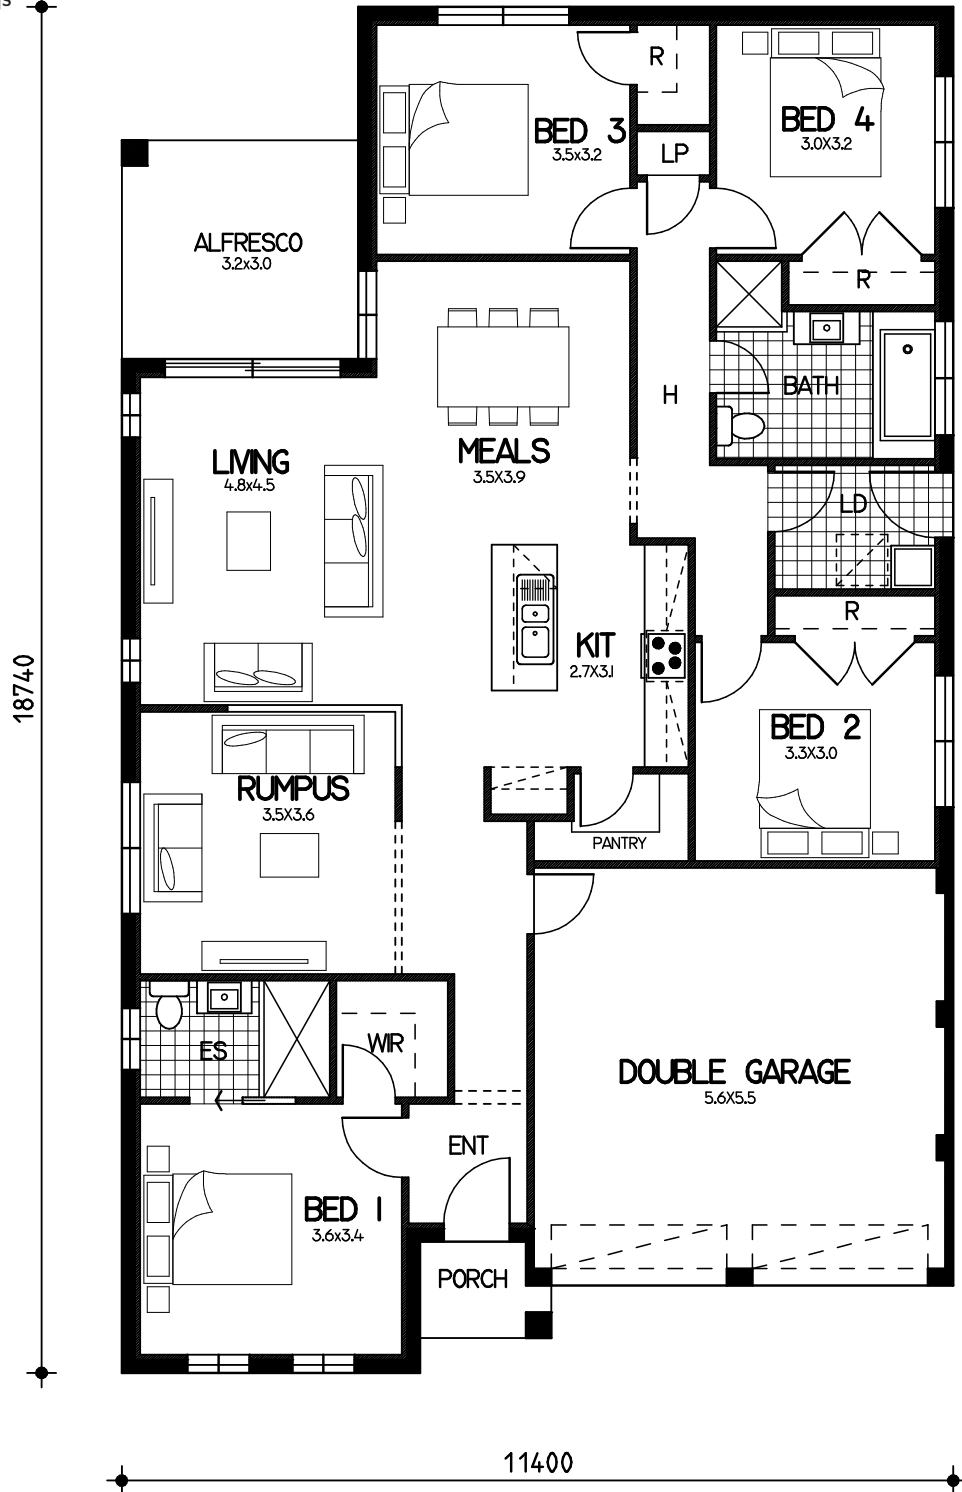 R
BED 3
3.5x3.2
BED 4
3.0X3.2
LP
ALFRESCO
3.2x3.0
R
BATH
H
MEALS
3.5X3.9
LIVING
4.8x4.5
LD
R
KIT
2.7X3.1
18740
BED 2
3.3X3.0
RUMPUS
3.5X3.6
PANTRY
WIR
ES
DOUBLE GARAGE
5.6X5.5
ENT
BED 1
3.6x3.4
PORCH
11400